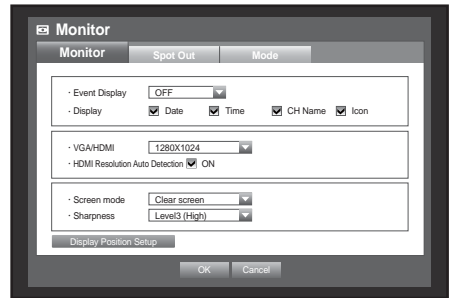 Monitor
Monitor Spot Out Mode
· Event Display OFF
· Display Date Time CH Name Icon
· VGA/HDMI 1280X1024
· HDMI Resolution Auto Detection ON
· Screen mode Clear screen
· Sharpness Level3 (High)
Display Position Setup
OK Cancel